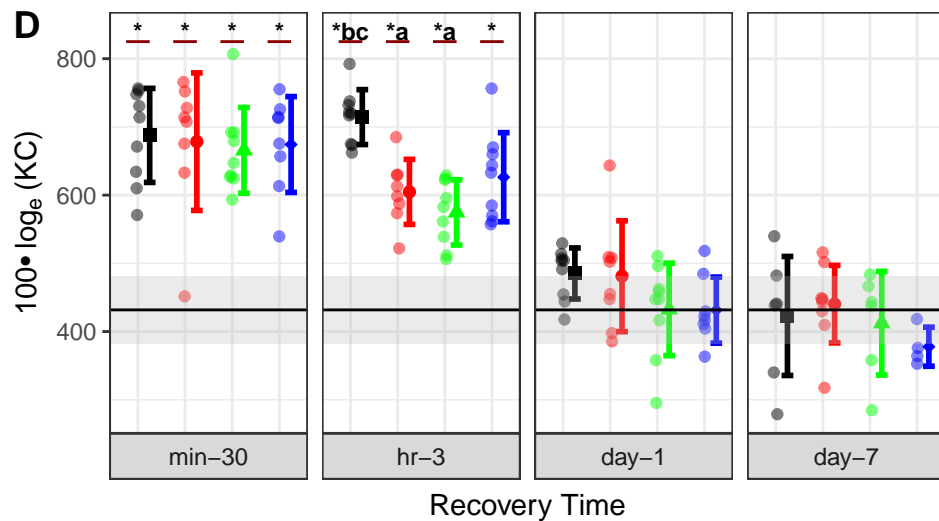 D
* * * * *bc *a *a *
100• logₑ (KC)
800
600
400
min−30 hr−3 day−1 day−7
Recovery Time